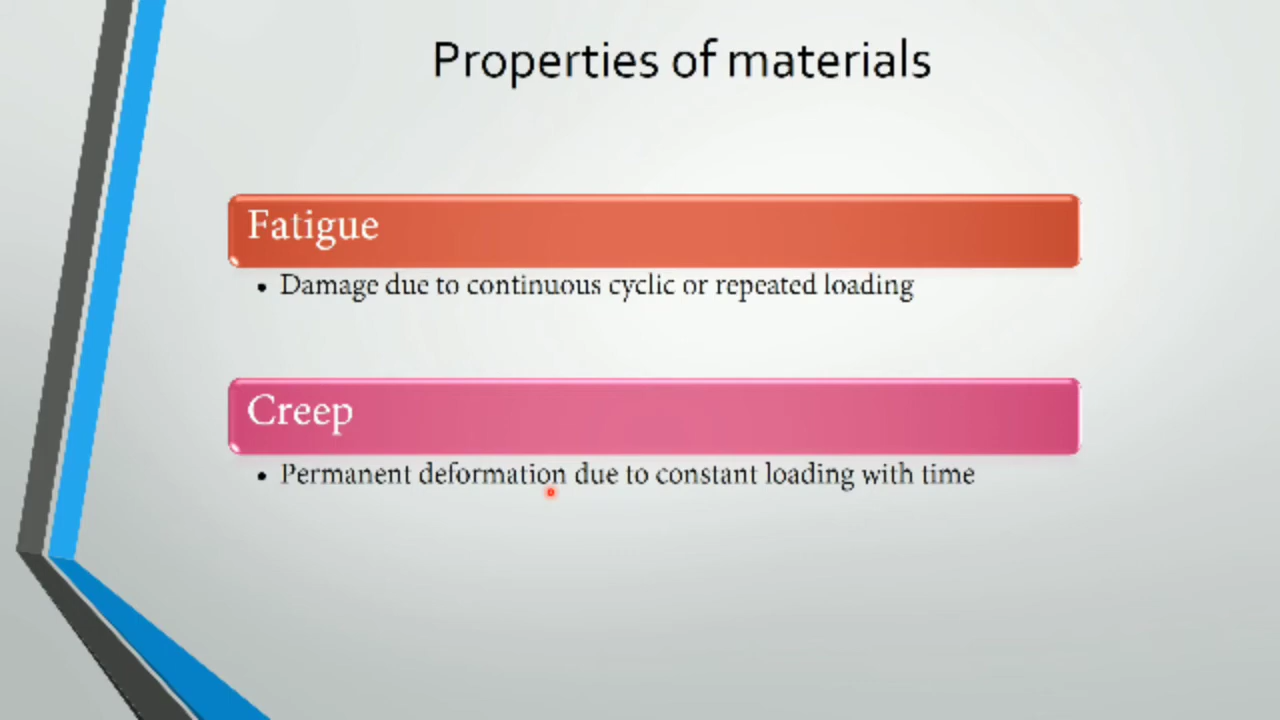 Properties of materials
Fatigue
• Damage due to continuous cyclic or repeated loading
Creep
• Permanent deformation due to constant loading with time